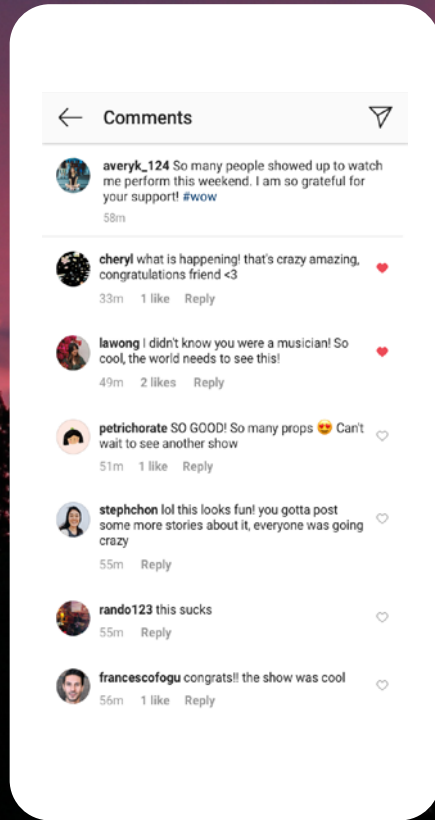 Comments
averyk_124 So many people showed up to watch
me perform this weekend. I am so grateful for
your support! #wow
58m
cheryl what is happening! that's crazy amazing,
congratulations friend <3
33m 1 like Reply
lawong I didn't know you were a musician! So
cool, the world needs to see this!
49m 2 likes Reply
petrichorate SO GOOD! So many props 😍 Can't
wait to see another show
51m 1 like Reply
stephchon lol this looks fun! you gotta post
some more stories about it, everyone was going
crazy
55m Reply
rando123 this sucks
55m Reply
francescofogu congrats!! the show was cool
56m 1 like Reply